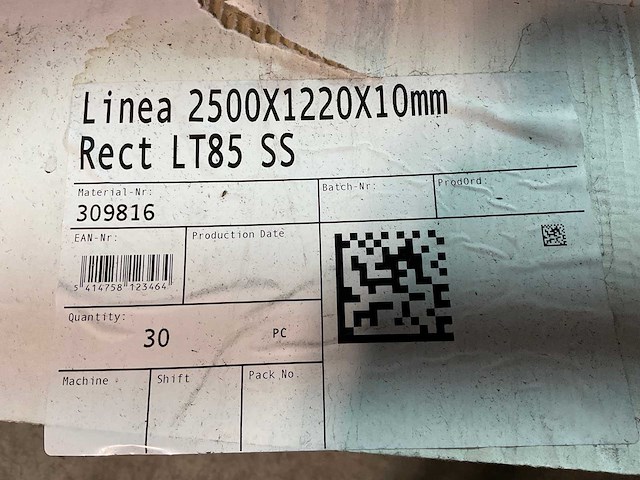 Linea 2500X1220X10mm
Rect LT85 SS
Material-Nr:
309816
Batch-Nr:
ProdOrd:
EAN-Nr:
Production Date
5 414758 123464
Quantity:
30 PC
Machine
Shift
Pack.No.